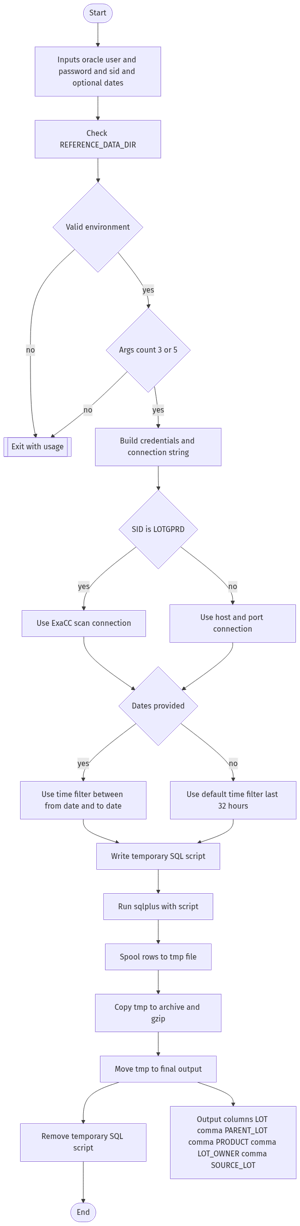 Start
Inputs oracle user and
password and sid and
optional dates
Check
REFERENCE_DATA_DIR
Valid environment
yes
no
Args count 3 or 5
no
yes
Exit with usage
Build credentials and
connection string
SID is LOTGPRD
yes
no
Use ExaCC scan connection
Use host and port
connection
Dates provided
yes
no
Use time filter between
from date and to date
Use default time filter last
32 hours
Write temporary SQL script
Run sqlplus with script
Spool rows to tmp file
Copy tmp to archive and
gzip
Move tmp to final output
Remove temporary SQL
script
Output columns LOT
comma PARENT_LOT
comma PRODUCT comma
LOT_OWNER comma
SOURCE_LOT
End